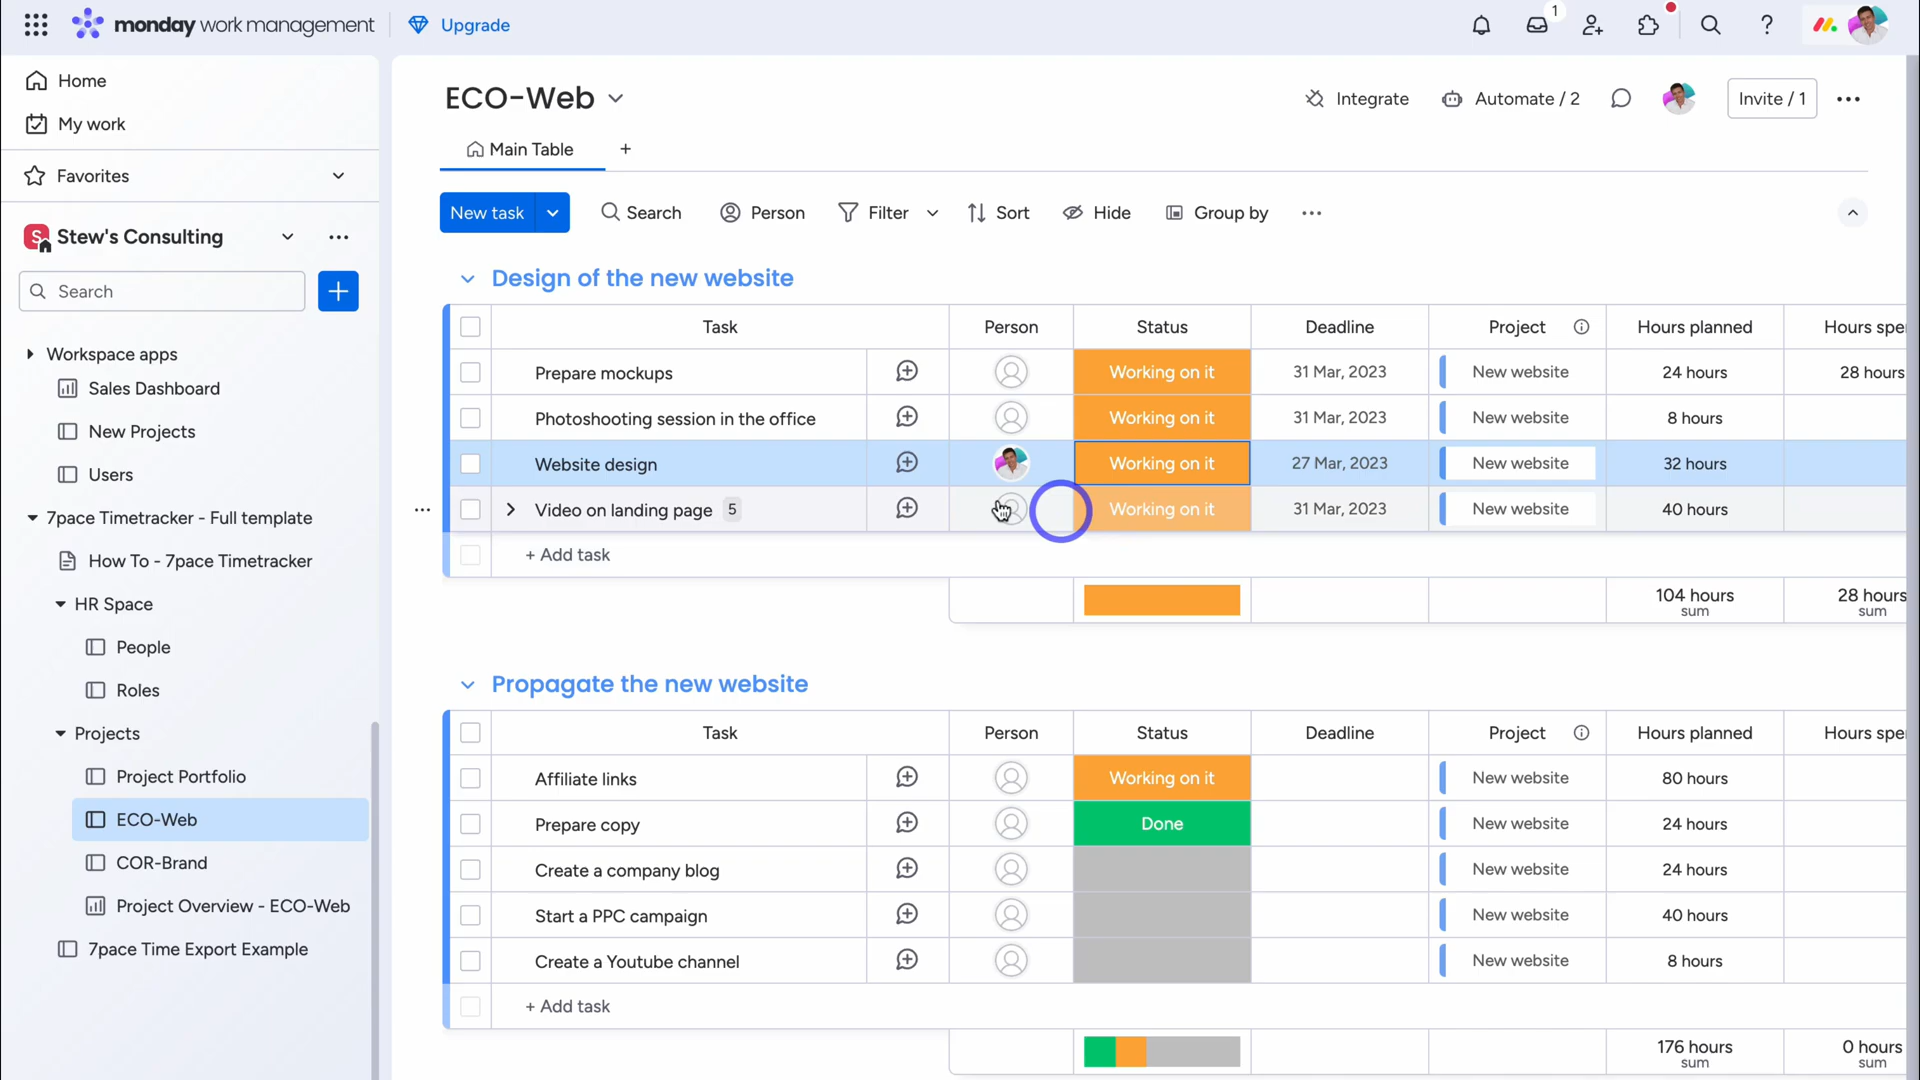 monday work management
Upgrade
1
Home
My work
Favorites
S
Stew's Consulting
Search
Workspace apps
Sales Dashboard
New Projects
Users
7pace Timetracker - Full template
How To - 7pace Timetracker
HR Space
People
Roles
Projects
Project Portfolio
ECO-Web
COR-Brand
Project Overview - ECO-Web
7pace Time Export Example
ECO-Web
Integrate
Automate / 2
Invite / 1
Main Table
New task
Search
Person
Filter
Sort
Hide
Group by
Design of the new website
Task Person Status Deadline Project Hours planned Hours spe
Prepare mockups Working on it 31 Mar, 2023 New website 24 hours 28 hours
Photoshooting session in the office Working on it 31 Mar, 2023 New website 8 hours
Website design Working on it 27 Mar, 2023 New website 32 hours
Video on landing page 5 Working on it 31 Mar, 2023 New website 40 hours
+ Add task
104 hours 28 hours
sum sum
Propagate the new website
Task Person Status Deadline Project Hours planned Hours spe
Affiliate links Working on it New website 80 hours
Prepare copy Done New website 24 hours
Create a company blog New website 24 hours
Start a PPC campaign New website 40 hours
Create a Youtube channel New website 8 hours
+ Add task
176 hours 0 hours
sum sum